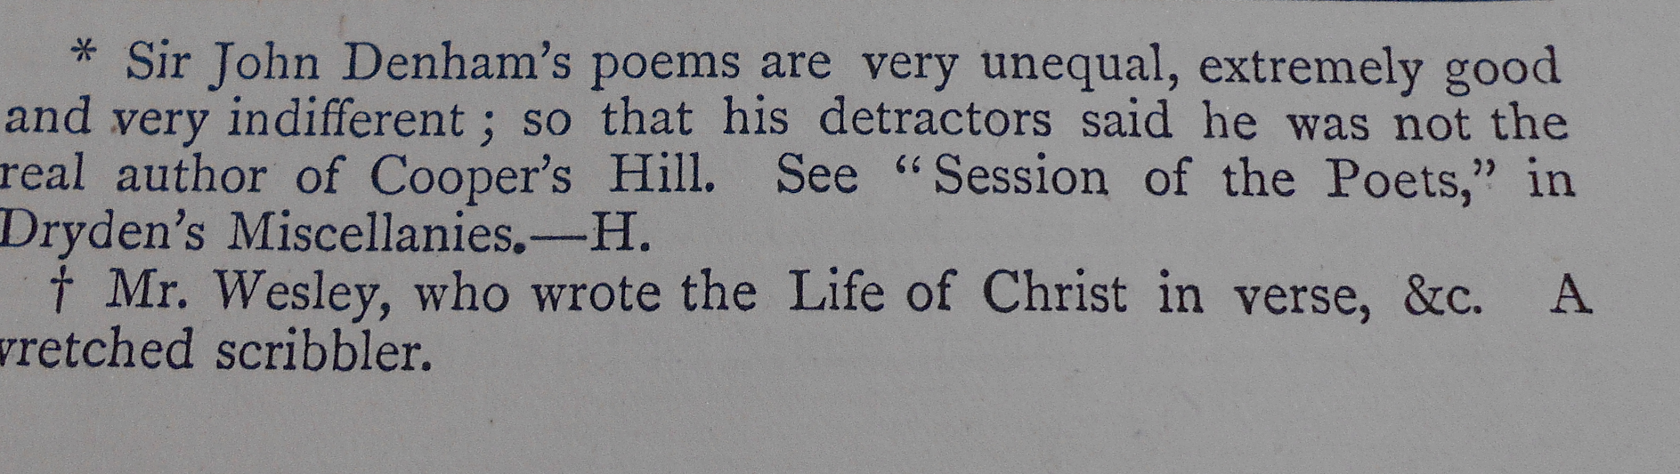 * Sir John Denham's poems are very unequal, extremely good
and very indifferent ; so that his detractors said he was not the
real author of Cooper's Hill. See “Session of the Poets,” in
Dryden's Miscellanies.—H.
† Mr. Wesley, who wrote the Life of Christ in verse, &c. A
wretched scribbler.